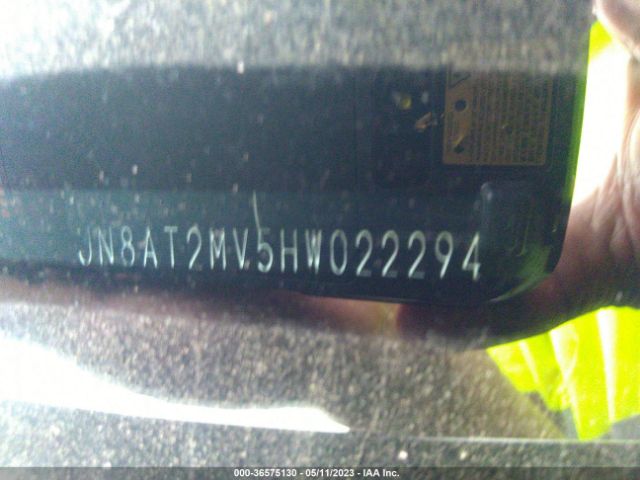 JN8AT2MV5HW022294
000-36575130 - 05/11/2023 - IAA Inc.